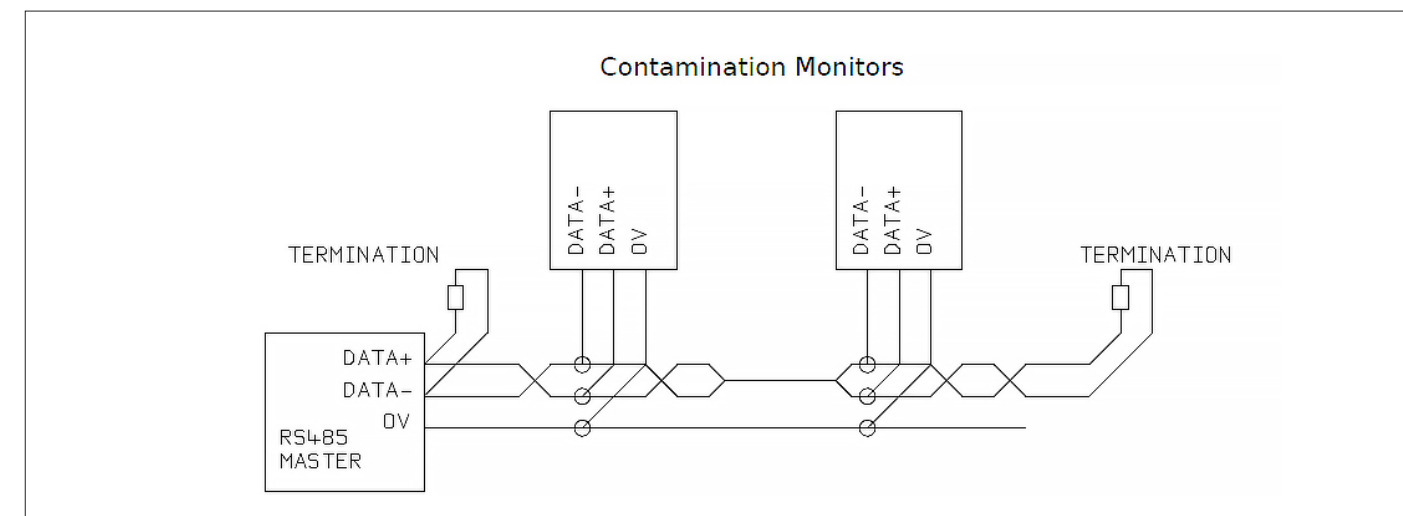 Contamination Monitors
DATA-
DATA+
0V
DATA-
DATA+
0V
TERMINATION
TERMINATION
DATA+
DATA-
0V
RS485
MASTER